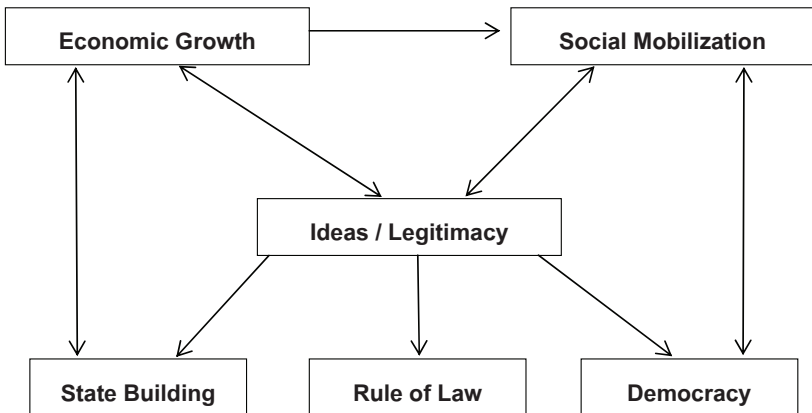 Economic Growth
Social Mobilization
Ideas / Legitimacy
State Building
Rule of Law
Democracy